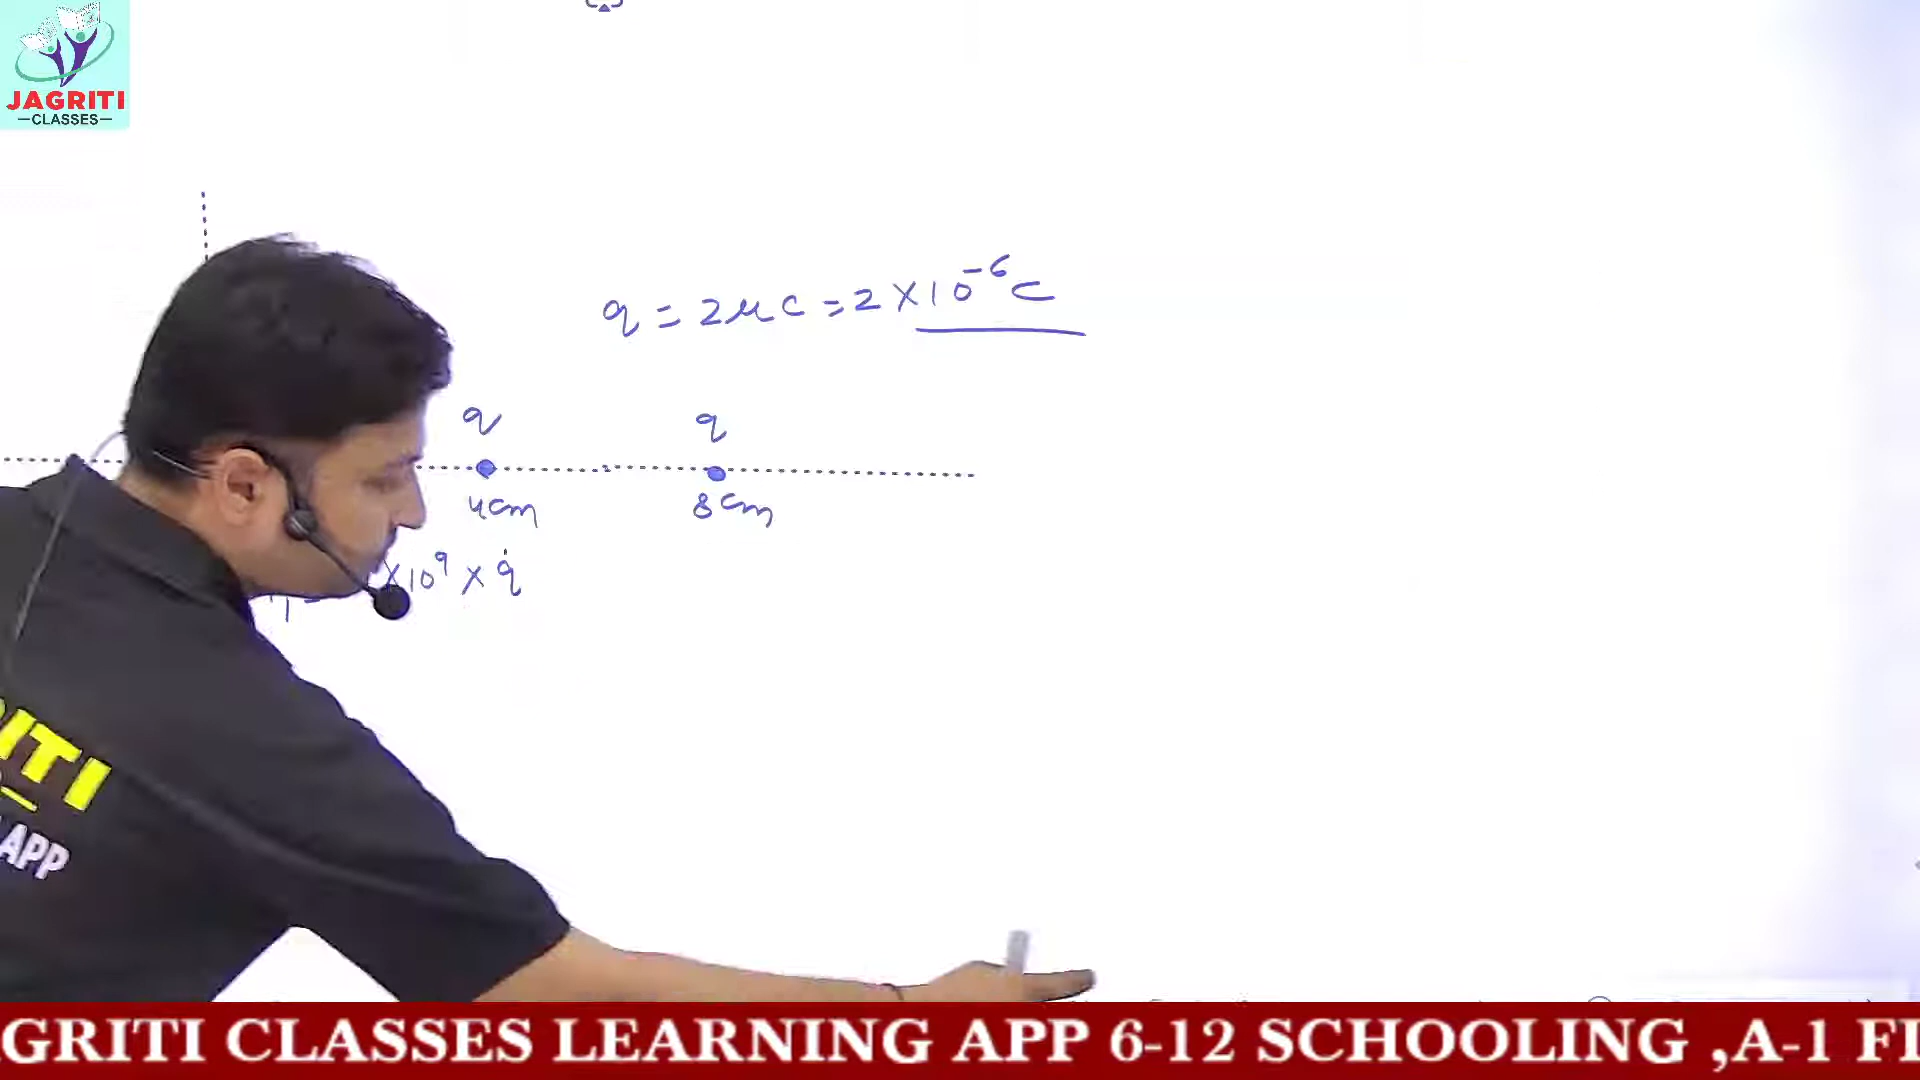 JAGRITI
—CLASSES—
q = 2μC = 2 × 10⁻⁶ C
q q
4cm 8cm
×10⁹ × q
ITI
APP
GRITI CLASSES LEARNING APP 6-12 SCHOOLING ,A-1 FI